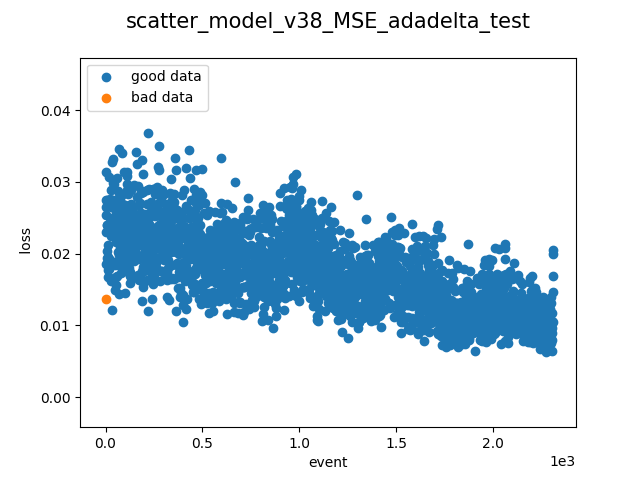 scatter_model_v38_MSE_adadelta_test
good data
bad data
0.04
0.03
0.02
0.01
0.00
loss
0.0
0.5
1.0
1.5
2.0
1e3
event